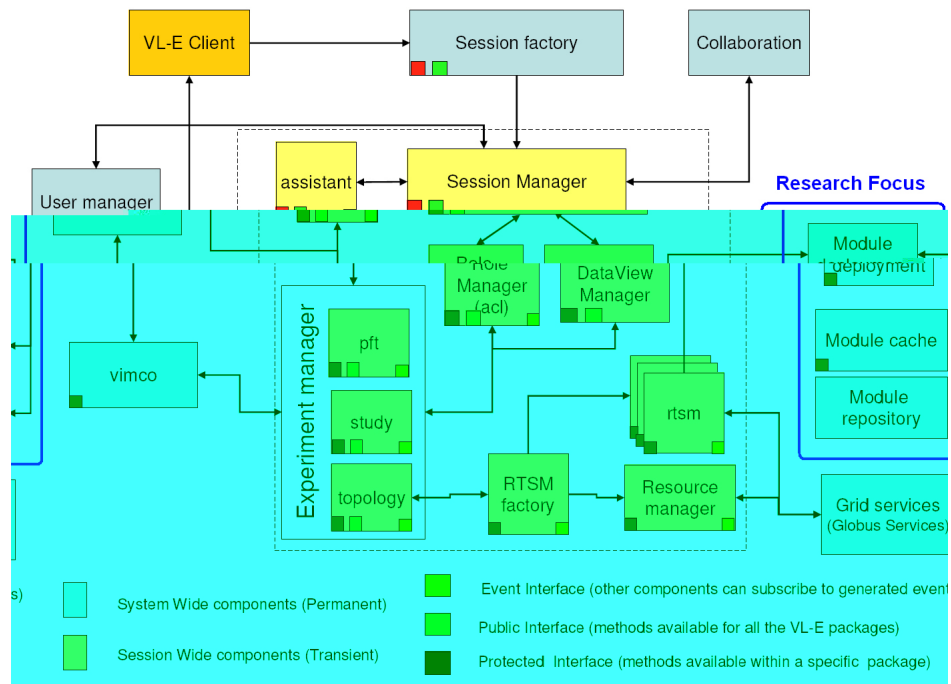 VL-E Client
Session factory
Collaboration
assistant
Session Manager
Research Focus
User manager
Role
Manager
(acl)
DataView
Manager
Module
deployment
Experiment manager
pft
study
topology
vimco
Module cache
Module
repository
rtsm
RTSM
factory
Resource
manager
Grid services
(Globus Services)
s)
System Wide components (Permanent)
Session Wide components (Transient)
Event Interface (other components can subscribe to generated event
Public Interface (methods available for all the VL-E packages)
Protected Interface (methods available within a specific package)